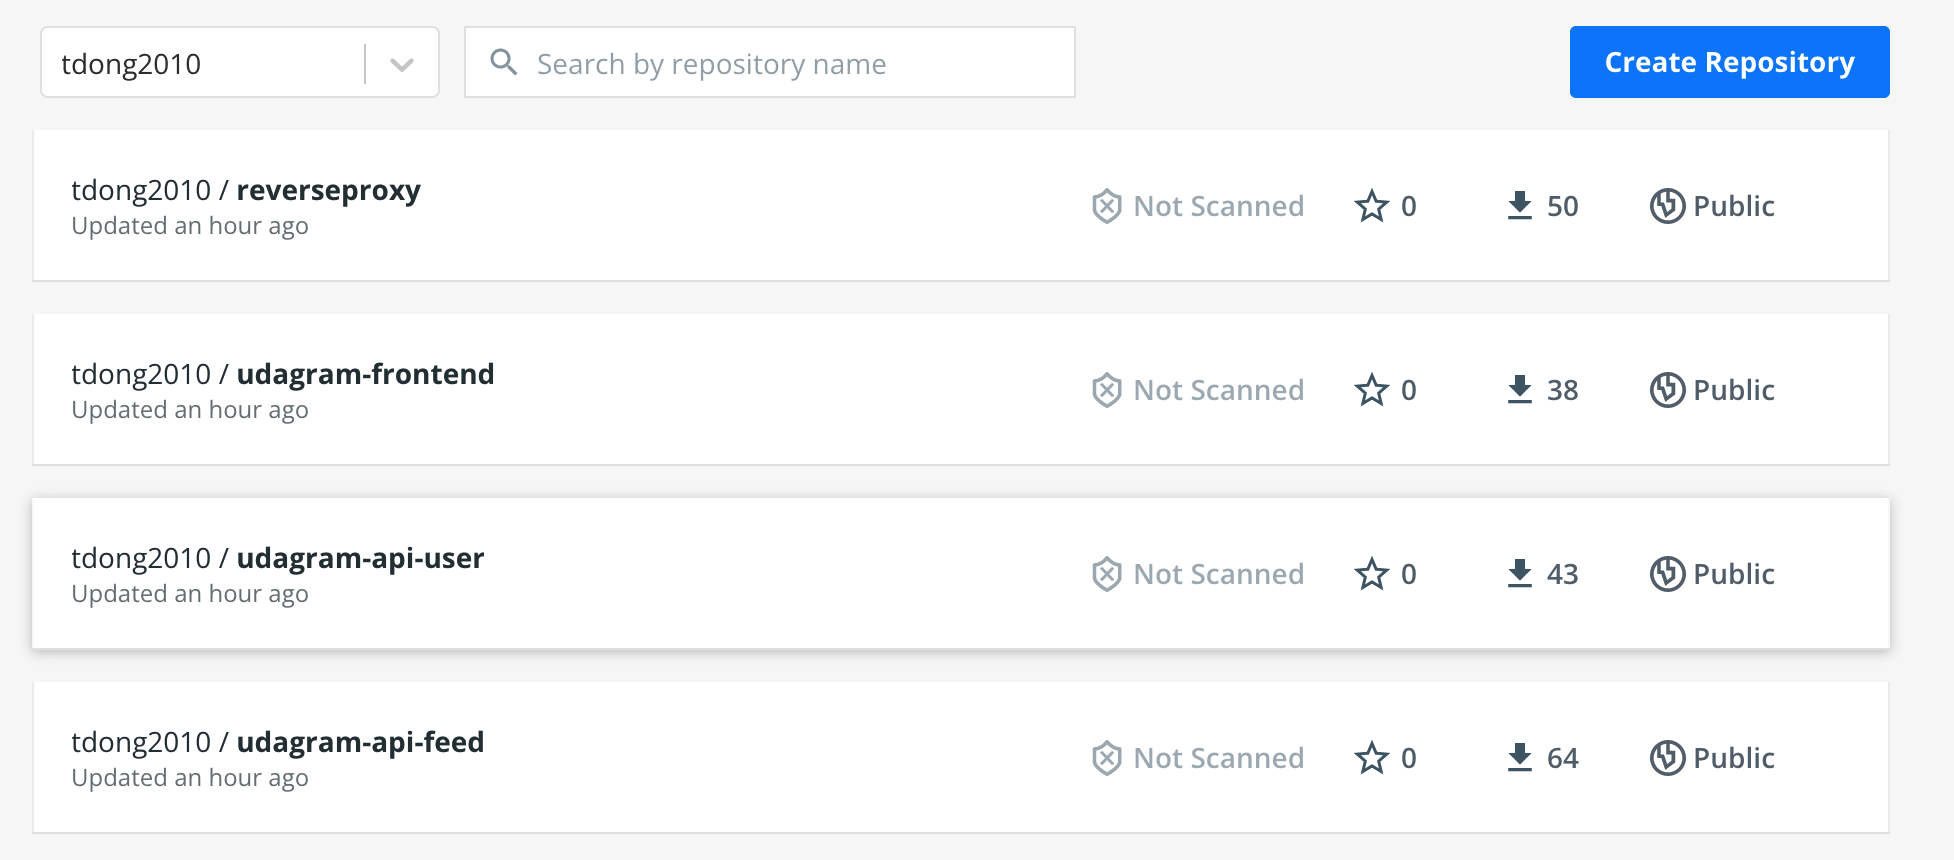 tdong2010
Search by repository name
Create Repository
tdong2010 / reverseproxy
Updated an hour ago
Not Scanned
0
50
Public
tdong2010 / udagram-frontend
Updated an hour ago
Not Scanned
0
38
Public
tdong2010 / udagram-api-user
Updated an hour ago
Not Scanned
0
43
Public
tdong2010 / udagram-api-feed
Updated an hour ago
Not Scanned
0
64
Public